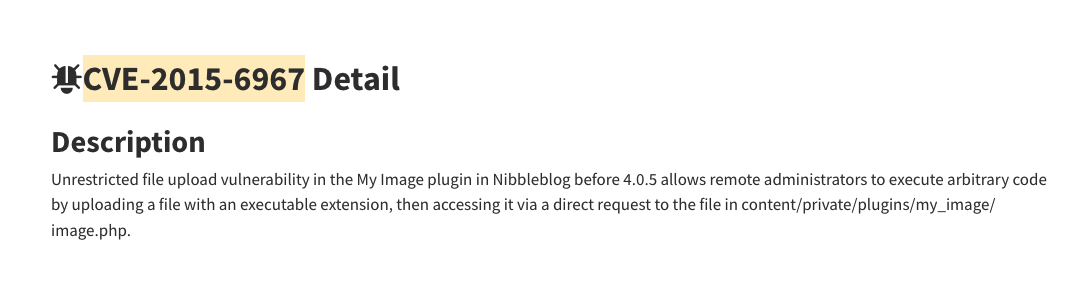 CVE-2015-6967 Detail
Description
Unrestricted file upload vulnerability in the My Image plugin in Nibbleblog before 4.0.5 allows remote administrators to execute arbitrary code
by uploading a file with an executable extension, then accessing it via a direct request to the file in content/private/plugins/my_image/
image.php.